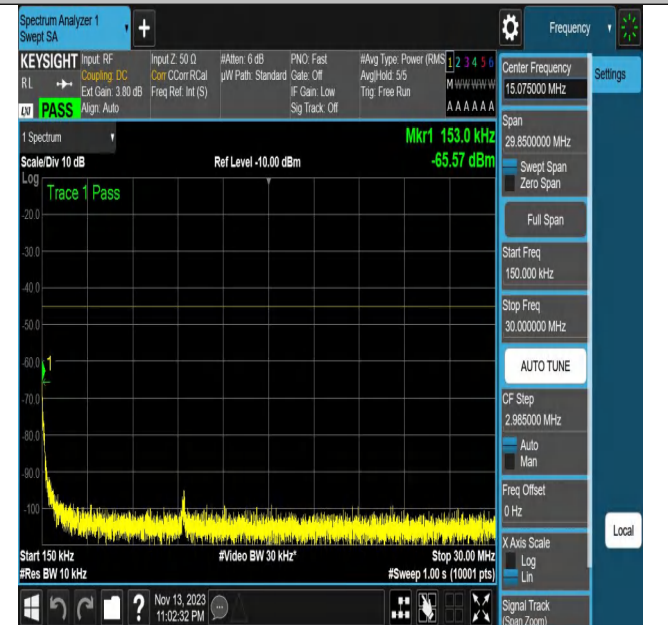 Spectrum Analyzer 1
Swept SA
+
Frequency
KEYSIGHT
RL
LXI
PASS
Input: RF
Coupling: DC
Ext Gain: 3.80 dB
Align: Auto
Input Z: 50 Ω
Corr CCorr RCal
Freq Ref: Int (S)
#Atten: 6 dB
µW Path: Standard
PNO: Fast
Gate: Off
IF Gain: Low
Sig Track: Off
#Avg Type: Power (RMS
Avg|Hold: 5/5
Trig: Free Run
1 2 3 4 5 6
M W W W W W
A A A A A A
1 Spectrum
Scale/Div 10 dB
Ref Level -10.00 dBm
Mkr1 153.0 kHz
-65.57 dBm
Log
Trace 1 Pass
-20.0
-30.0
-40.0
-50.0
-60.0
1
-70.0
-80.0
-90.0
-100
Start 150 kHz
#Video BW 30 kHz*
Stop 30.00 MHz
#Res BW 10 kHz
#Sweep 1.00 s (10001 pts)
?
Nov 13, 2023
11:02:32 PM
Center Frequency
15.075000 MHz
Settings
Span
29.8500000 MHz
Swept Span
Zero Span
Full Span
Start Freq
150.000 kHz
Stop Freq
30.000000 MHz
AUTO TUNE
CF Step
2.985000 MHz
Auto
Man
Freq Offset
0 Hz
X Axis Scale
Log
Lin
Local
Signal Track
(Span Zoom)